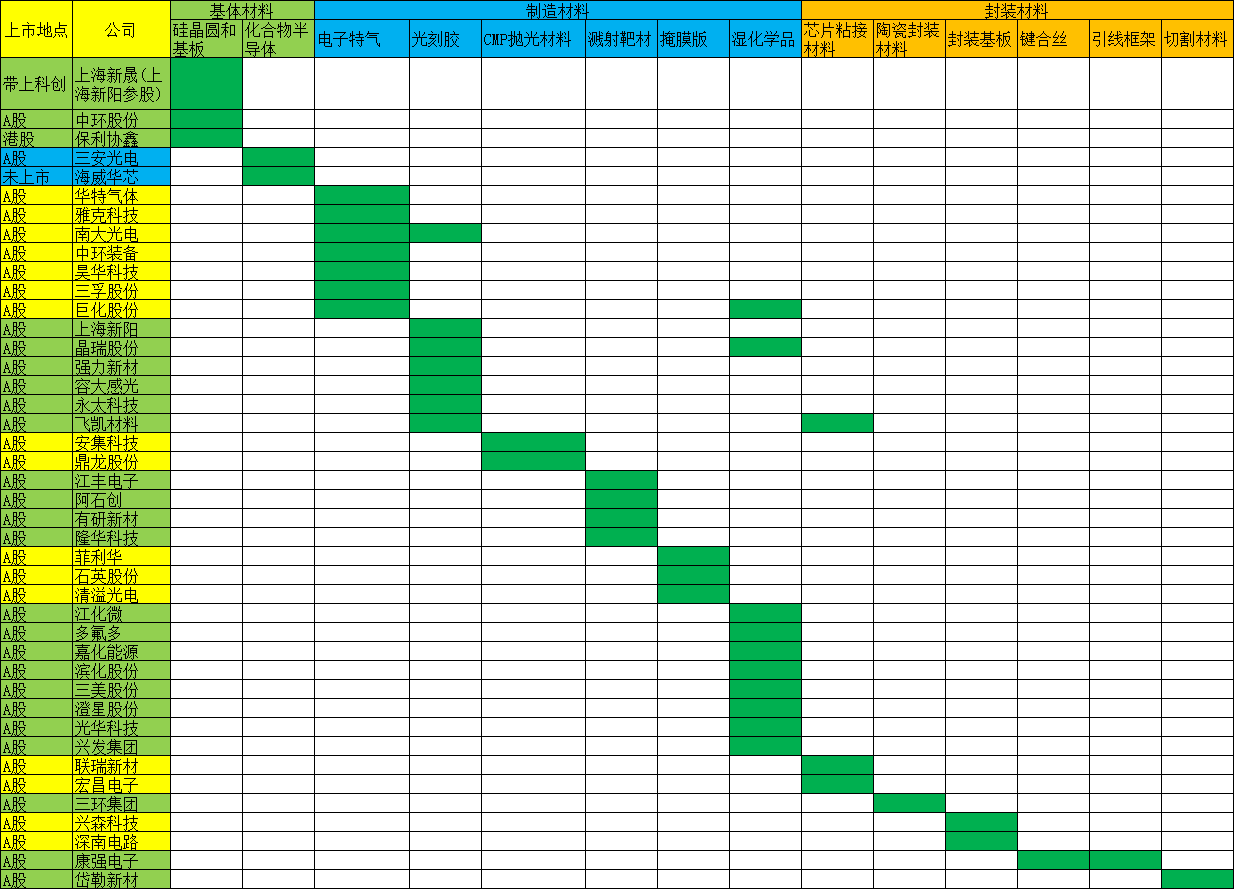 基体材料 制造材料 封装材料
上市地点 公司 硅晶圆和基板 化合物半导体 电子特气 光刻胶 CMP抛光材料 溅射靶材 掩膜版 湿化学品 芯片粘接材料 陶瓷封装材料 封装基板 键合丝 引线框架 切割材料
带上科创 上海新晟(上海新阳参股)
A股 中环股份
港股 保利协鑫
A股 三安光电
未上市 海威华芯
A股 华特气体
A股 雅克科技
A股 南大光电
A股 中环装备
A股 昊华科技
A股 三孚股份
A股 巨化股份
A股 上海新阳
A股 晶瑞股份
A股 强力新材
A股 容大感光
A股 永太科技
A股 飞凯材料
A股 安集科技
A股 鼎龙股份
A股 江丰电子
A股 阿石创
A股 有研新材
A股 隆华科技
A股 菲利华
A股 石英股份
A股 清溢光电
A股 江化微
A股 多氟多
A股 嘉化能源
A股 滨化股份
A股 三美股份
A股 澄星股份
A股 光华科技
A股 兴发集团
A股 联瑞新材
A股 宏昌电子
A股 三环集团
A股 兴森科技
A股 深南电路
A股 康强电子
A股 岱勒新材